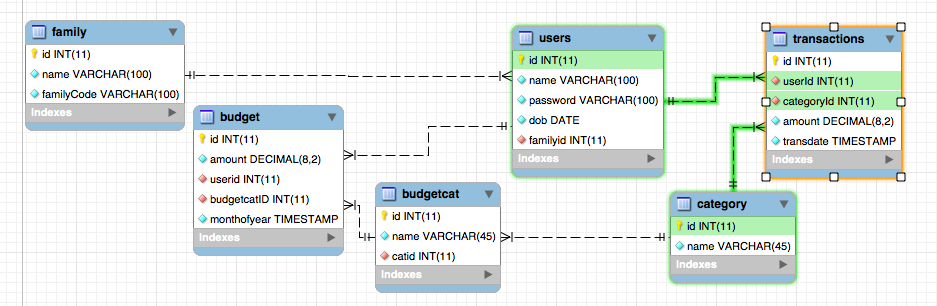 family
id INT(11)
name VARCHAR(100)
familyCode VARCHAR(100)
Indexes
budget
id INT(11)
amount DECIMAL(8,2)
userid INT(11)
budgetcatID INT(11)
monthofyear TIMESTAMP
Indexes
budgetcat
id INT(11)
name VARCHAR(45)
catid INT(11)
Indexes
users
id INT(11)
name VARCHAR(100)
password VARCHAR(100)
dob DATE
familyid INT(11)
Indexes
transactions
id INT(11)
userId INT(11)
categoryId INT(11)
amount DECIMAL(8,2)
transdate TIMESTAMP
Indexes
category
id INT(11)
name VARCHAR(45)
Indexes